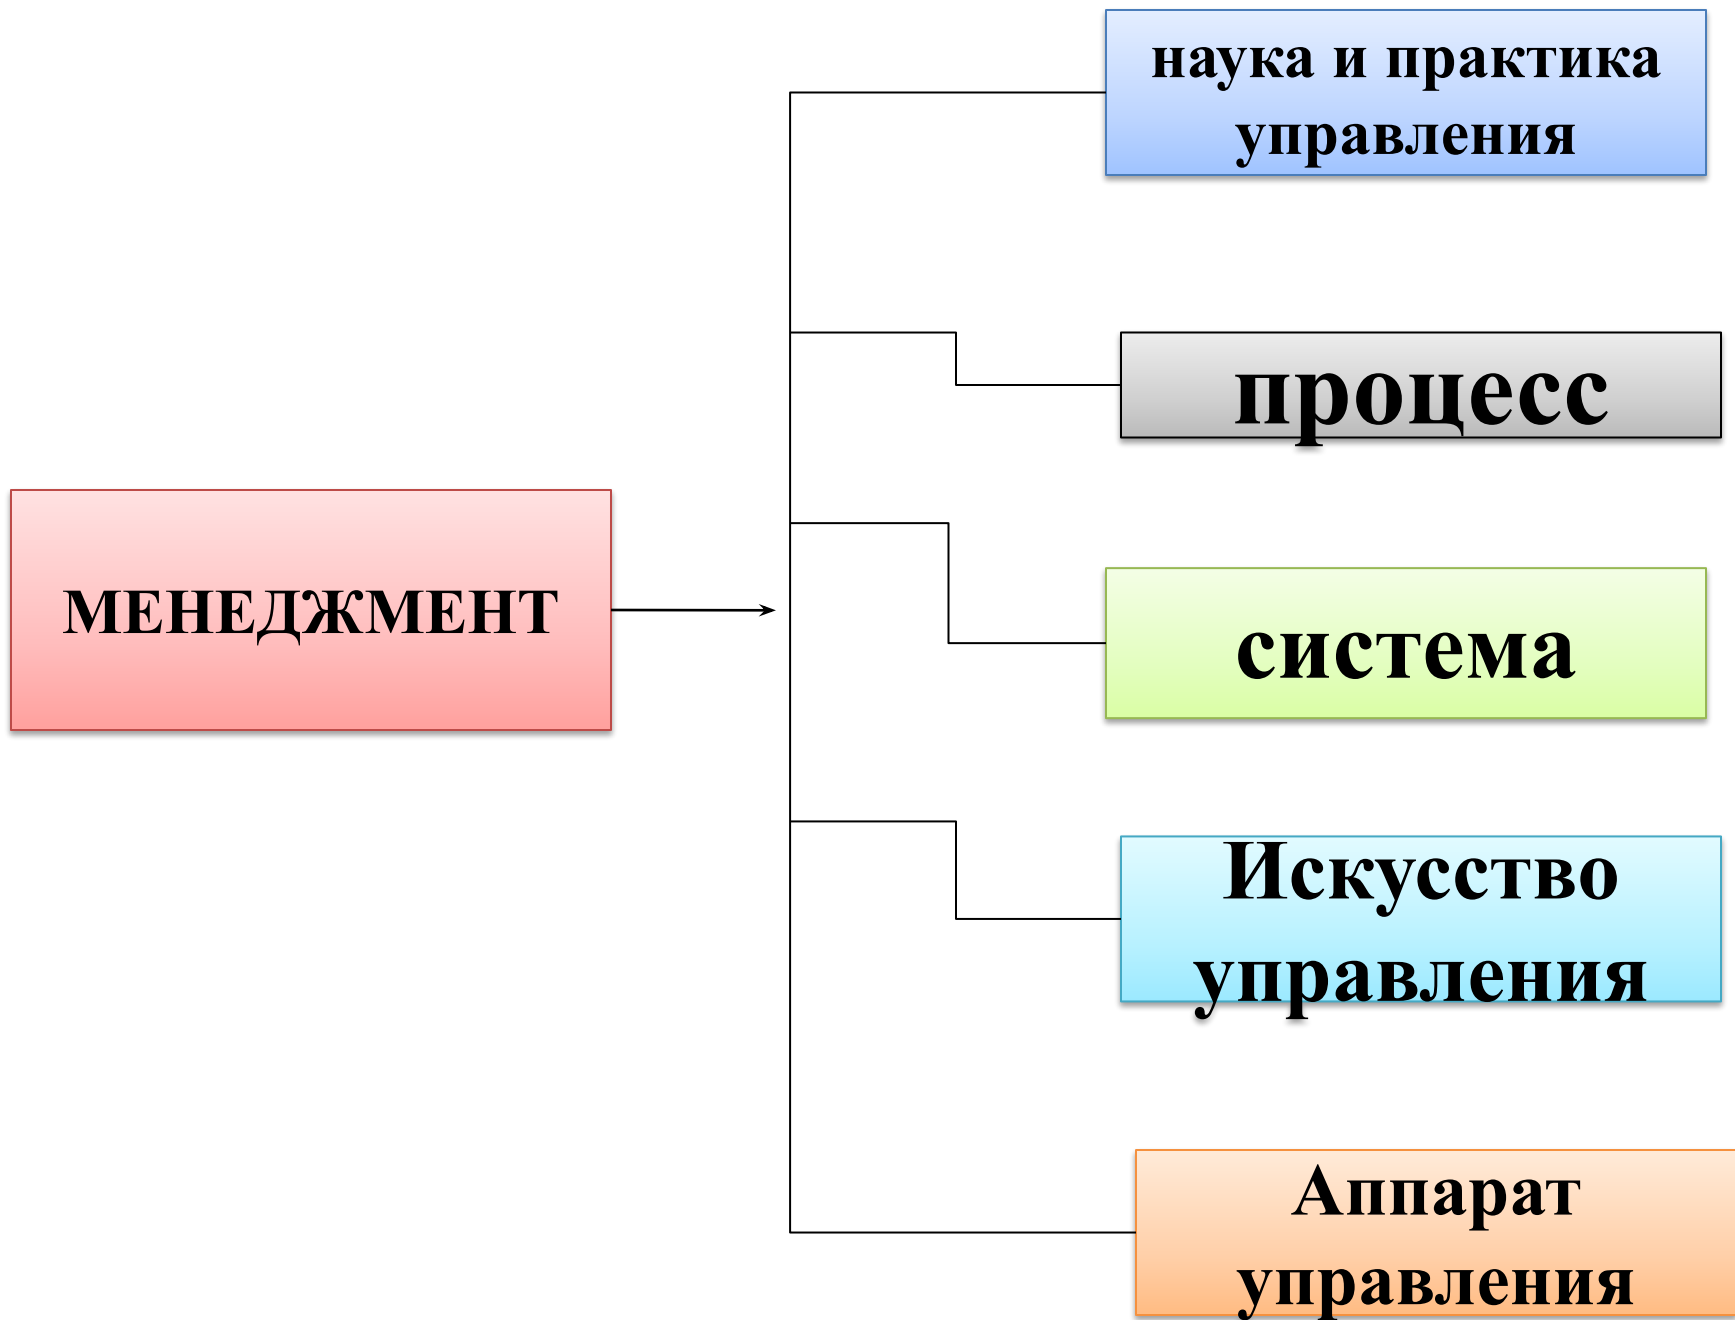 наука и практика
управления
процесс
МЕНЕДЖМЕНТ
система
Искусство
управления
Аппарат
управления